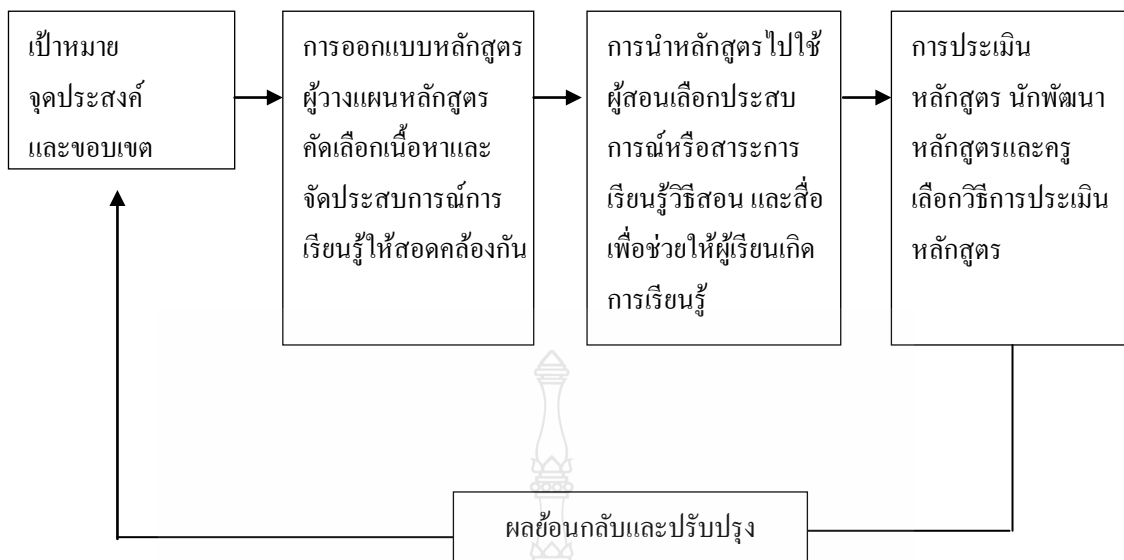 เป้าหมาย
จุดประสงค์
และขอบเขต
การออกแบบหลักสูตร
ผู้วางแผนหลักสูตร
คัดเลือกเนื้อหาและ
จัดประสบการณ์การ
เรียนรู้ให้สอดคล้องกัน
การนำหลักสูตรไปใช้
ผู้สอนเลือกประสบ
การณ์หรือสาระการ
เรียนรู้วิธีสอน และสื่อ
เพื่อช่วยให้ผู้เรียนเกิด
การเรียนรู้
การประเมิน
หลักสูตร นักพัฒนา
หลักสูตรและครู
เลือกวิธีการประเมิน
หลักสูตร
ผลย้อนกลับและปรับปรุง